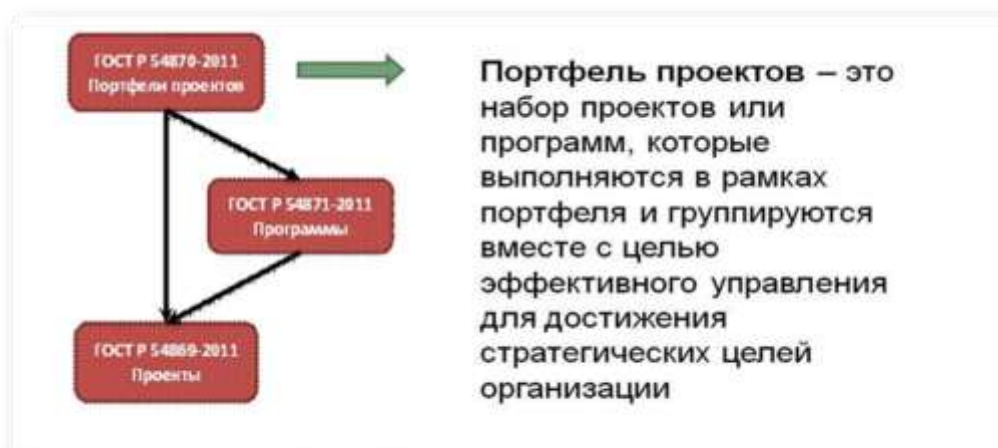 ГОСТ Р 54870-2011
Портфели проектов
ГОСТ Р 54871-2011
Программы
ГОСТ Р 54869-2011
Проекты
Портфель проектов – это
набор проектов или
программ, которые
выполняются в рамках
портфеля и группируются
вместе с целью
эффективного управления
для достижения
стратегических целей
организации